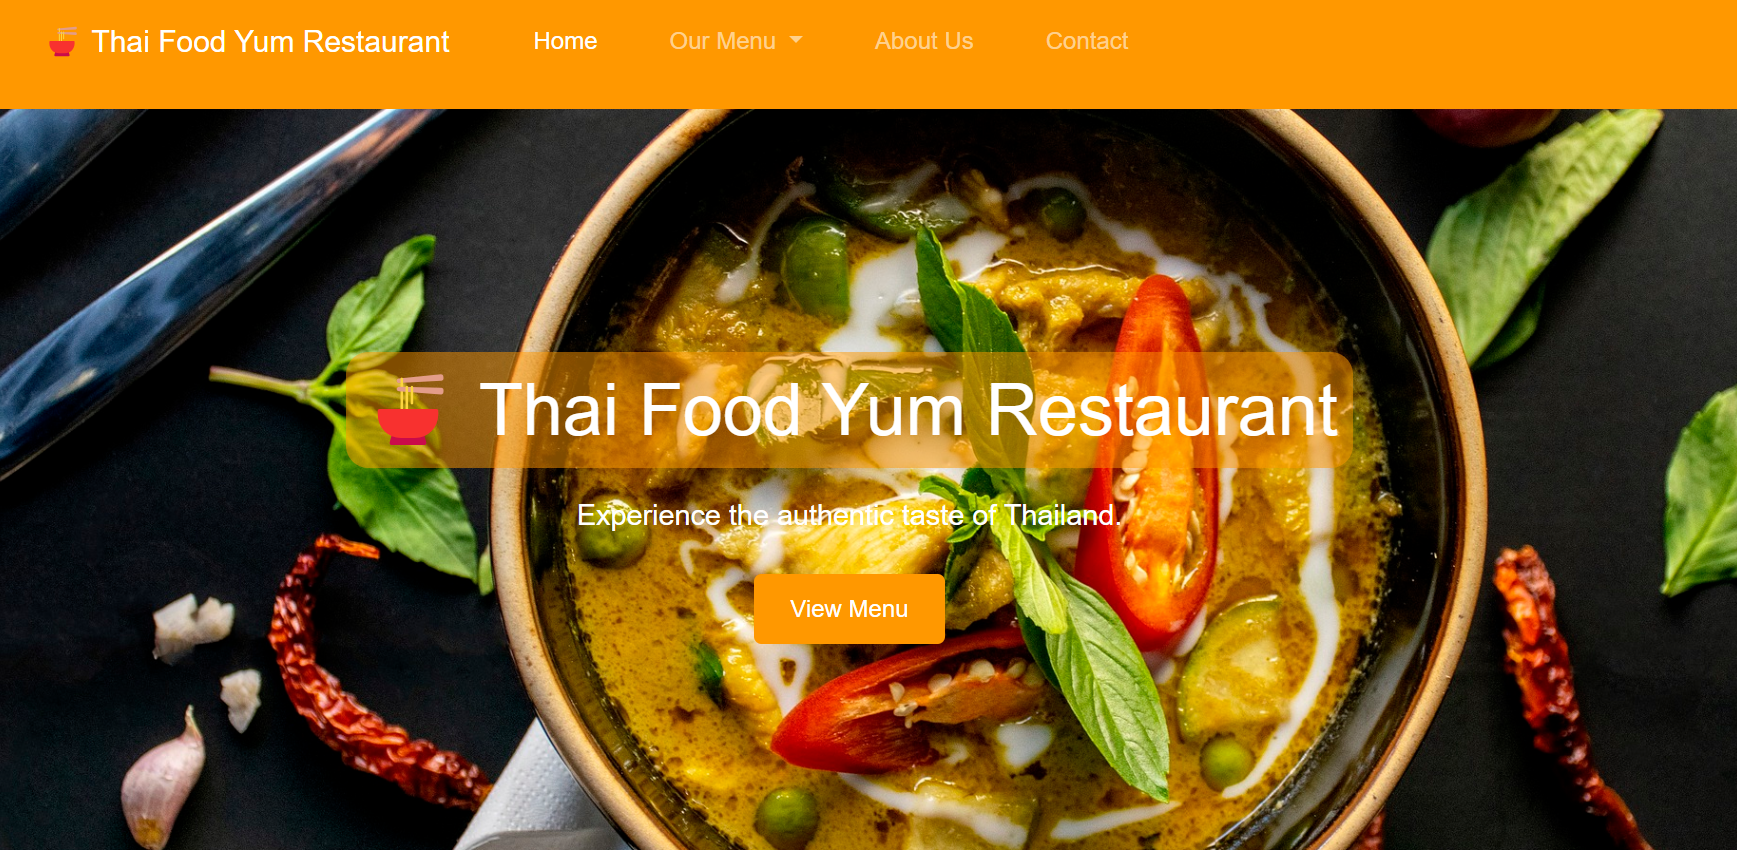 Thai Food Yum Restaurant Home Our Menu About Us Contact
Thai Food Yum Restaurant
Experience the authentic taste of Thailand.
View Menu